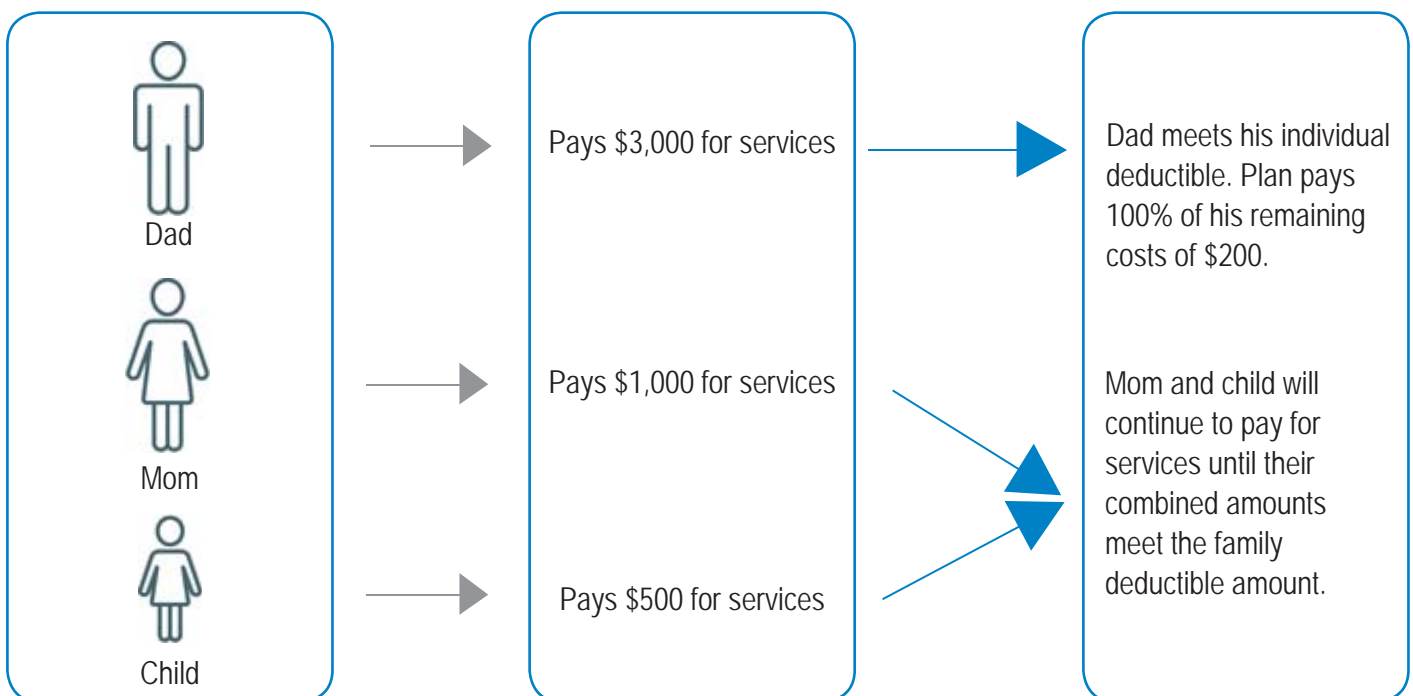 Dad
Mom
Child
Pays $3,000 for services
Pays $1,000 for services
Pays $500 for services
Dad meets his individual
deductible. Plan pays
100% of his remaining
costs of $200.
Mom and child will
continue to pay for
services until their
combined amounts
meet the family
deductible amount.